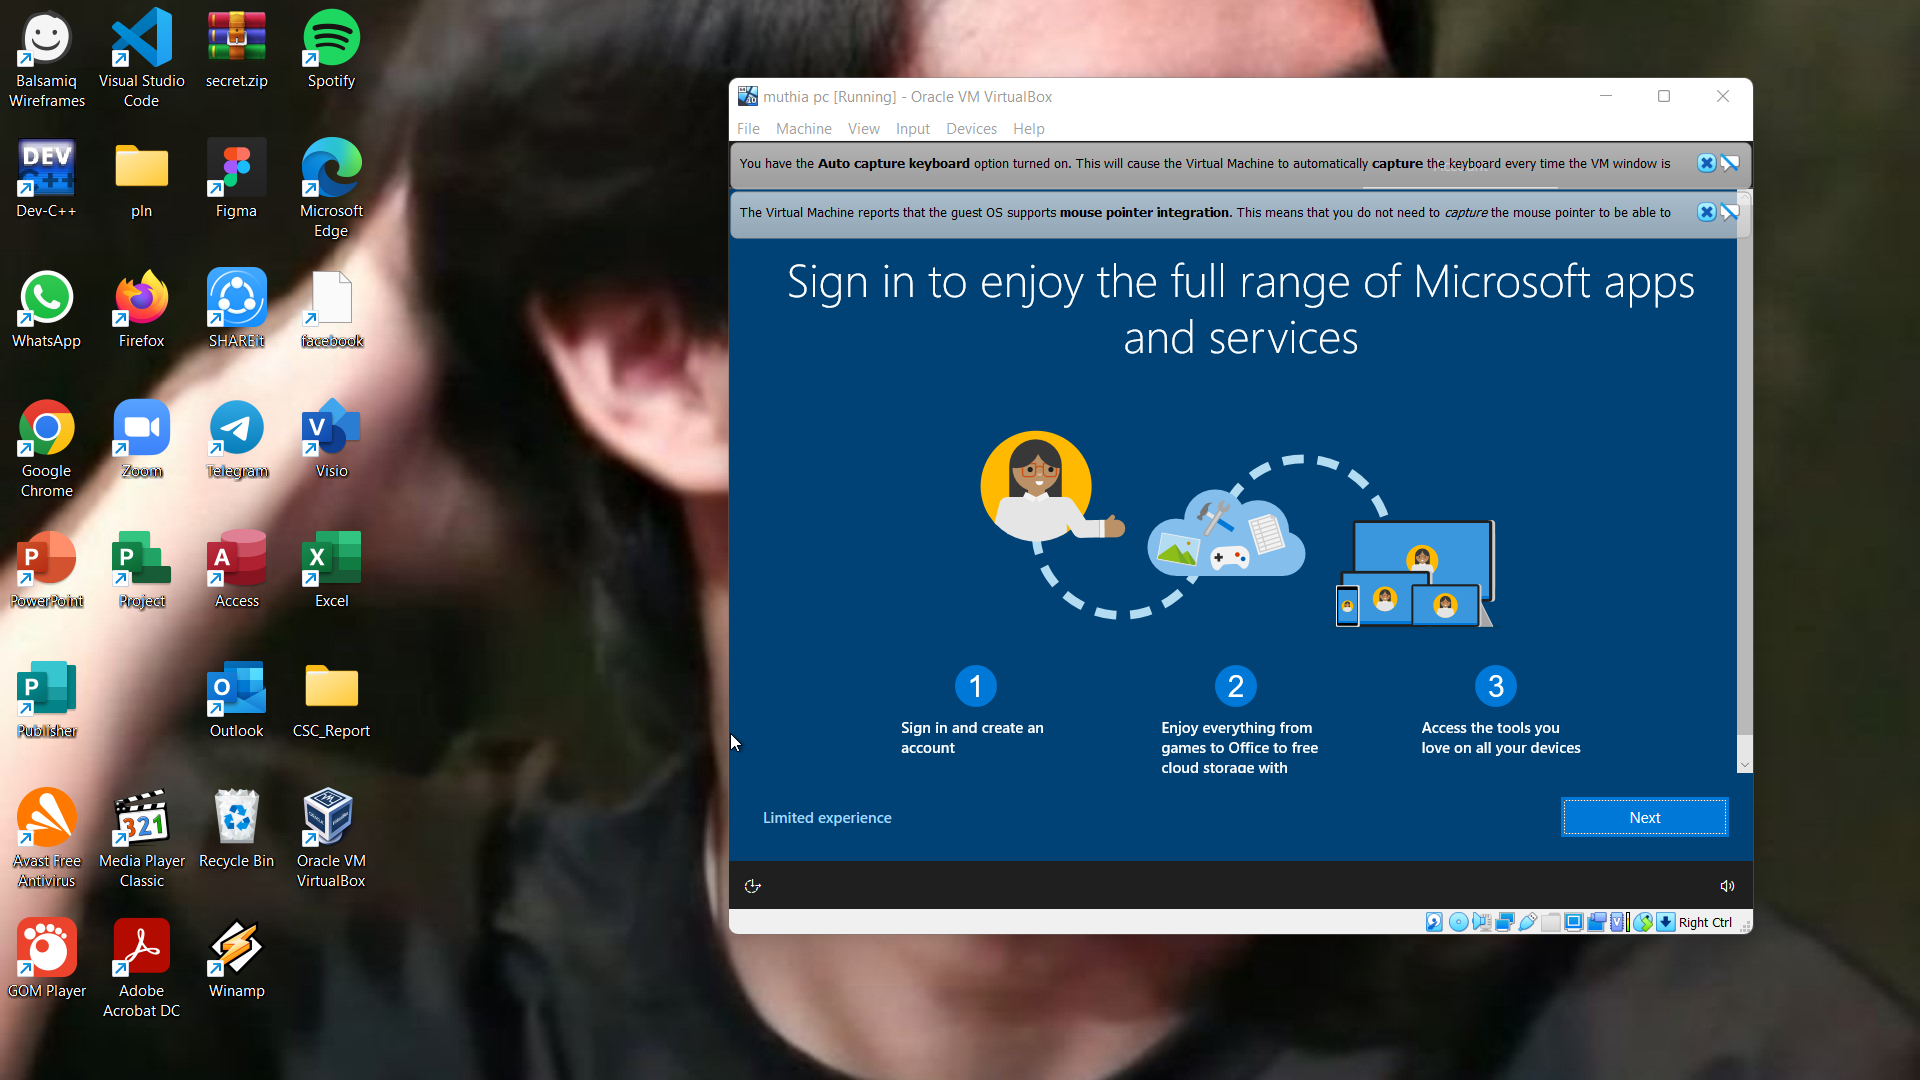 Balsamiq
Wireframes
Visual Studio
Code
secret.zip
Spotify
DEV
C++
Dev-C++
pln
Figma
Microsoft
Edge
WhatsApp
Firefox
SHAREit
facebook
Google
Chrome
Zoom
Telegram
V
Visio
P
PowerPoint
P
Project
A
Access
X
Excel
P
Publisher
O
Outlook
CSC_Report
Avast Free
Antivirus
321
Media Player
Classic
Recycle Bin
Oracle VM
VirtualBox
GOM Player
Adobe
Acrobat DC
Winamp
muthia pc [Running] - Oracle VM VirtualBox
File Machine View Input Devices Help
You have the Auto capture keyboard option turned on. This will cause the Virtual Machine to automatically capture the keyboard every time the VM window is
The Virtual Machine reports that the guest OS supports mouse pointer integration. This means that you do not need to capture the mouse pointer to be able to
Sign in to enjoy the full range of Microsoft apps
and services
1
Sign in and create an
account
2
Enjoy everything from
games to Office to free
cloud storage with
3
Access the tools you
love on all your devices
Limited experience
Next
Right Ctrl